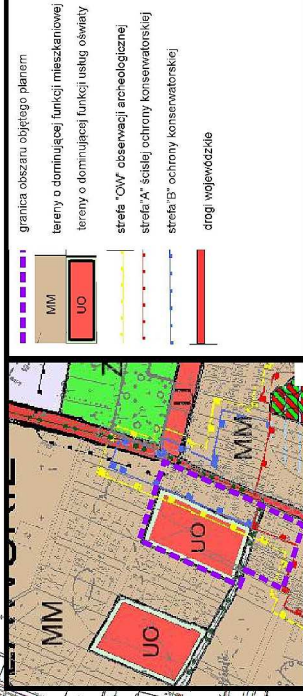 granica obszaru objętego planem
tereny o dominującej funkcji mieszkaniowej
MM
tereny o dominującej funkcji usług oświaty
UO
strefa "OW" obserwacji archeologicznej
strefa"A" ścisłej ochrony konserwatorskiej
strefa"B" ochrony konserwatorskiej
drogi wojewódzkie
MM
UO
UO
MM
Z